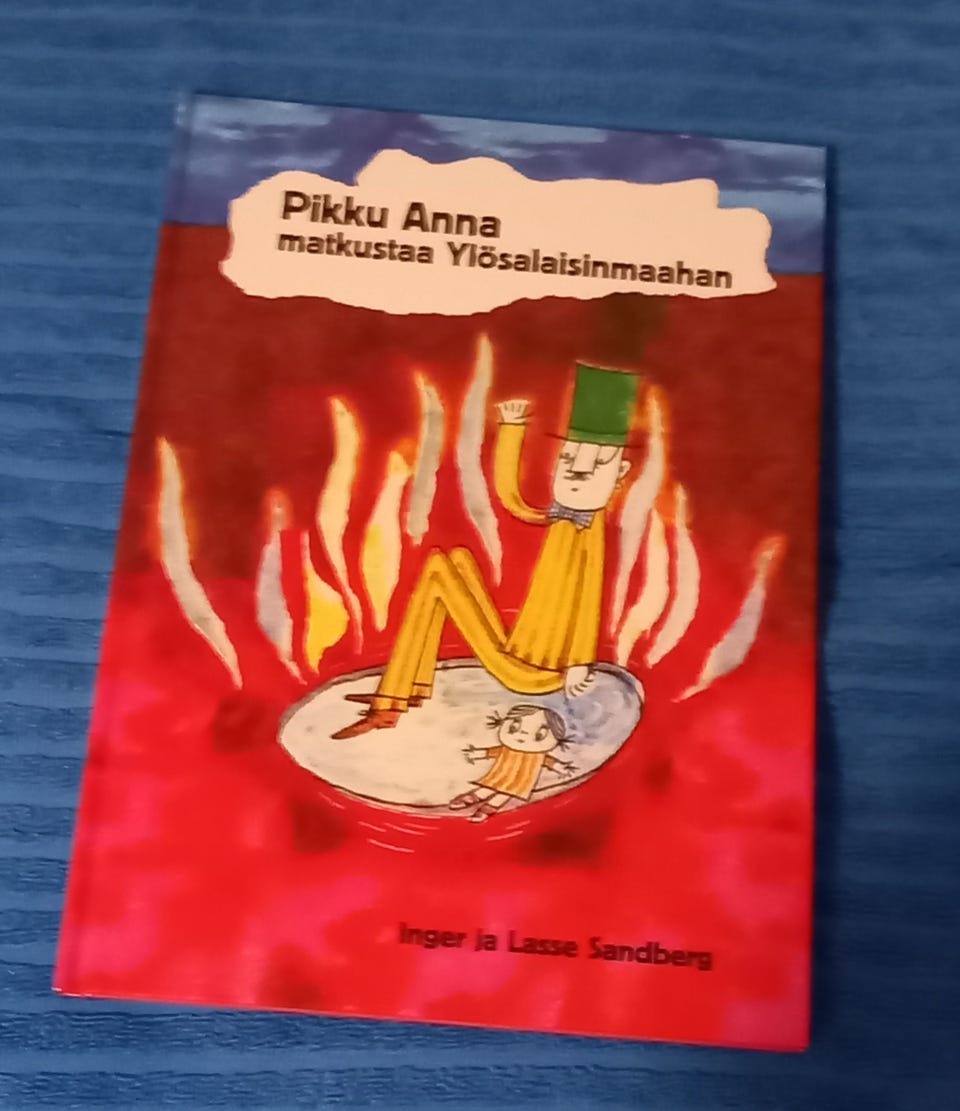 Pikku Anna
matkustaa Ylösalaisinmaahan
Inger ja Lasse Sandberg